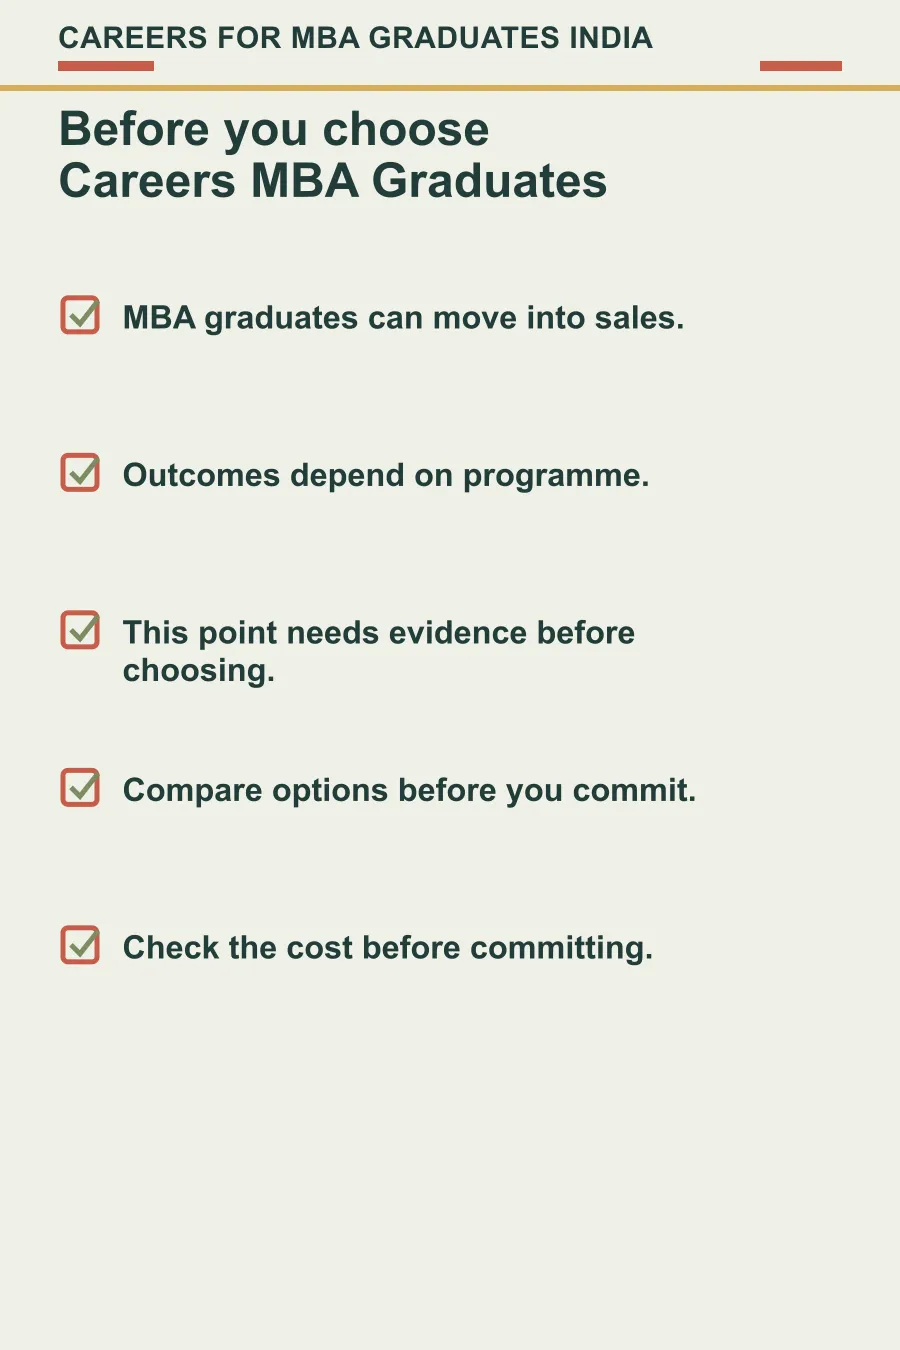 CAREERS FOR MBA GRADUATES INDIA
Before you choose
Careers MBA Graduates
MBA graduates can move into sales.
Outcomes depend on programme.
This point needs evidence before
choosing.
Compare options before you commit.
Check the cost before committing.